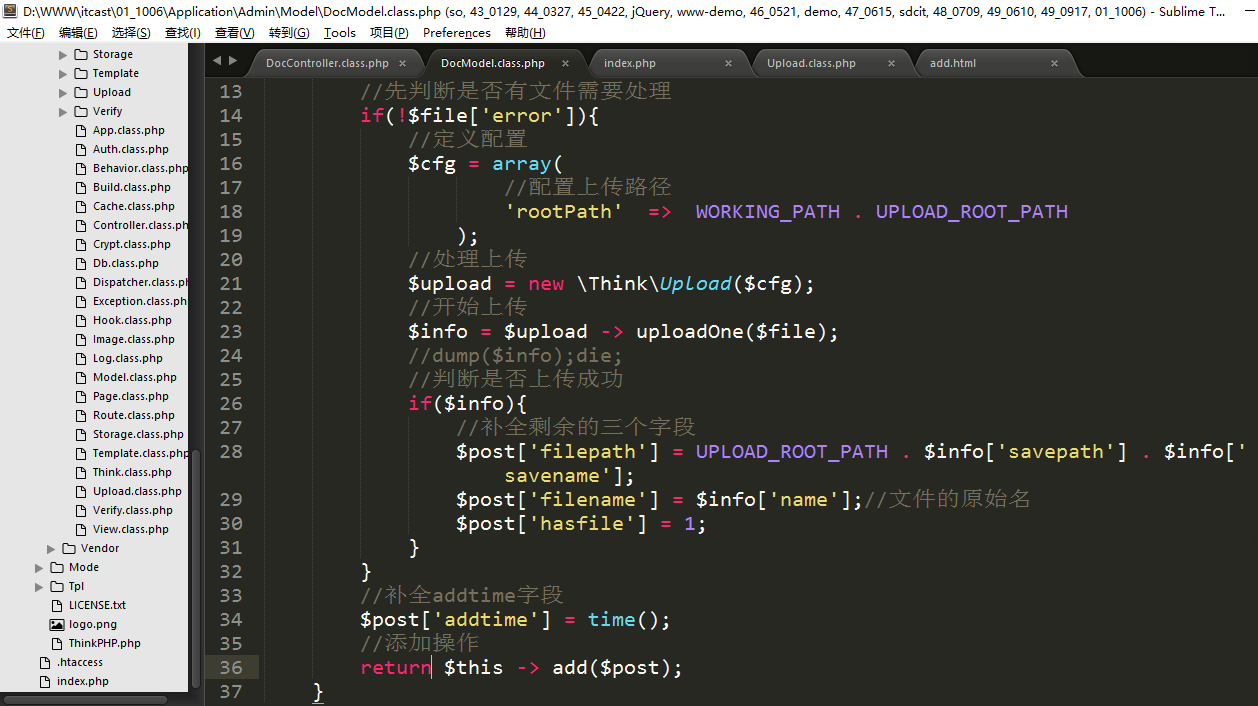 D:\WWW\itcast\01_1006\Application\Admin\Model\DocModel.class.php (so, 43_0129, 44_0327, 45_0422, jQuery, www-demo, 46_0521, demo, 47_0615, sdcit, 48_0709, 49_0610, 49_0917, 01_1006) - Sublime T...
文件(F) 编辑(E) 选择(S) 查找(I) 查看(V) 转到(G) Tools 项目(P) Preferences 帮助(H)
Storage
Template
Upload
Verify
App.class.php
Auth.class.php
Behavior.class.php
Build.class.php
Cache.class.php
Controller.class.ph
Crypt.class.php
Db.class.php
Dispatcher.class.ph
Exception.class.ph
Hook.class.php
Image.class.php
Log.class.php
Model.class.php
Page.class.php
Route.class.php
Storage.class.php
Template.class.php
Think.class.php
Upload.class.php
Verify.class.php
View.class.php
Vendor
Mode
Tpl
LICENSE.txt
logo.png
ThinkPHP.php
.htaccess
index.php
DocController.class.php × DocModel.class.php × index.php × Upload.class.php × add.html ×
13 //先判断是否有文件需要处理
14 if(!$file['error']){
15 //定义配置
16 $cfg = array(
17 //配置上传路径
18 'rootPath' => WORKING_PATH . UPLOAD_ROOT_PATH
19 );
20 //处理上传
21 $upload = new \Think\Upload($cfg);
22 //开始上传
23 $info = $upload -> uploadOne($file);
24 //dump($info);die;
25 //判断是否上传成功
26 if($info){
27 //补全剩余的三个字段
28 $post['filepath'] = UPLOAD_ROOT_PATH . $info['savepath'] . $info['
savename'];
29 $post['filename'] = $info['name'];//文件的原始名
30 $post['hasfile'] = 1;
31 }
32 }
33 //补全addtime字段
34 $post['addtime'] = time();
35 //添加操作
36 return $this -> add($post);
37 }